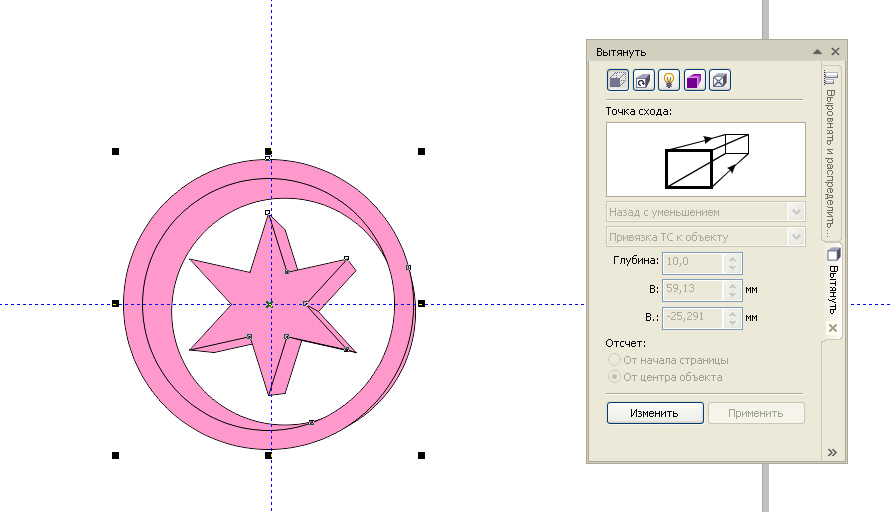 Вытянуть
Точка схода:
Назад с уменьшением
Привязка ТС к объекту
Глубина: 10,0
В: 59,13 мм
В.: -25,291 мм
Отсчет:
От начала страницы
От центра объекта
Изменить
Применить
Выровнять и распределить...
Вытянуть